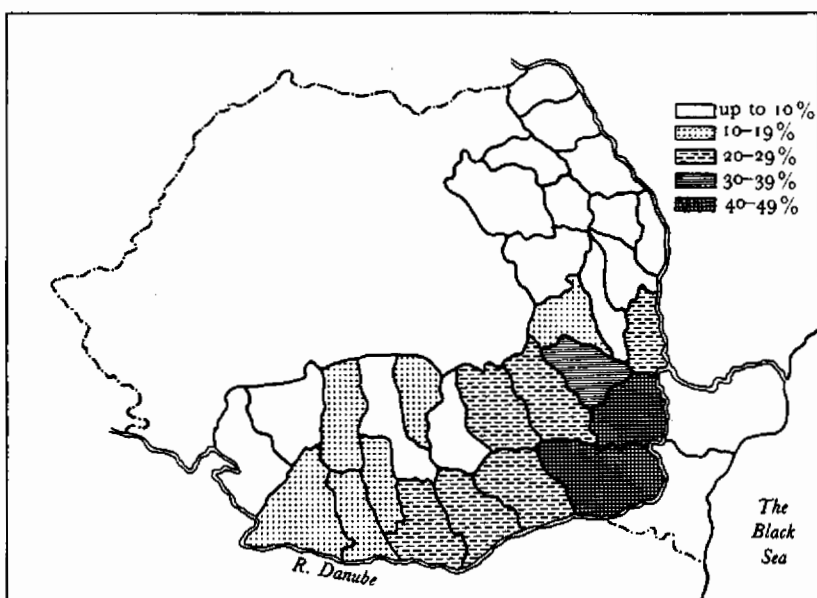 up to 10%
10–19%
20–29%
30–39%
40–49%
The
Black
Sea
R. Danube